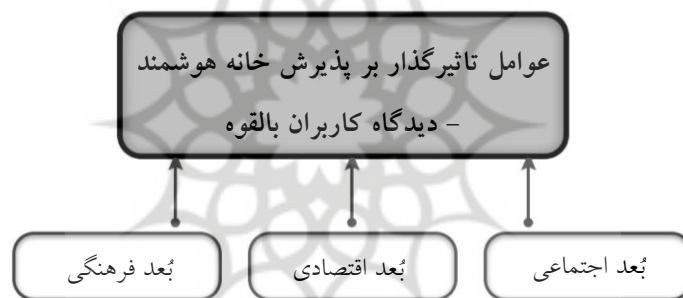 عوامل تاثیرگذار بر پذیرش خانه هوشمند
– دیدگاه کاربران بالقوه
بُعد اجتماعی
بُعد اقتصادی
بُعد فرهنگی